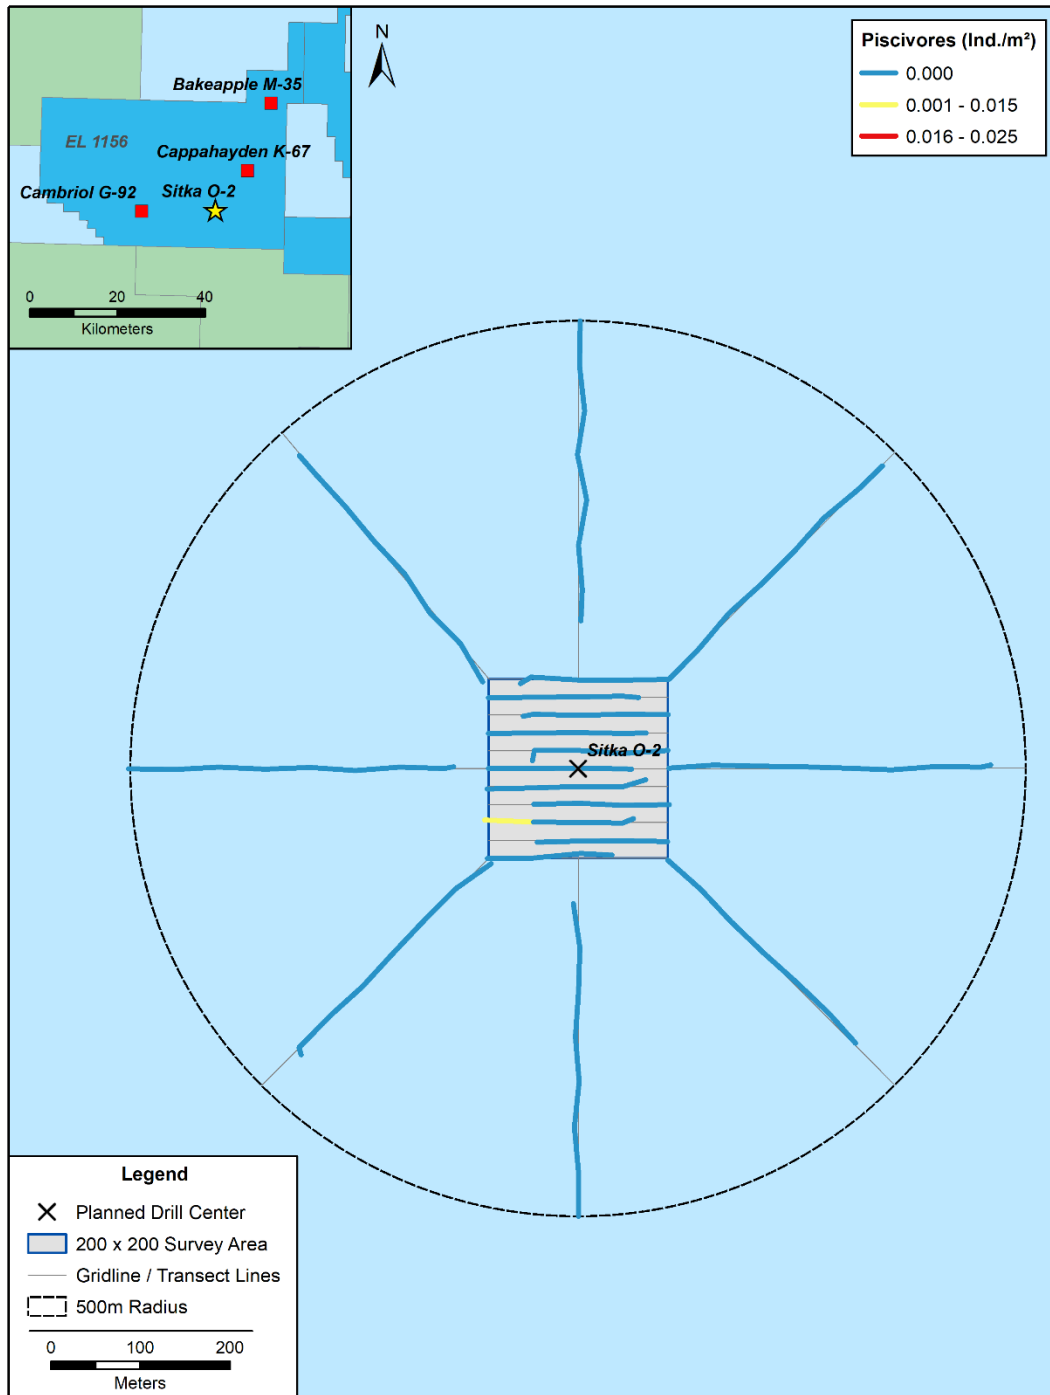 Bakeapple M-35
EL 1156
Cappahayden K-67
Cambriol G-92
Sitka O-2
0 20 40
Kilometers
N
Piscivores (Ind./m²)
0.000
0.001 - 0.015
0.016 - 0.025
Sitka O-2
Legend
Planned Drill Center
200 x 200 Survey Area
Gridline / Transect Lines
500m Radius
0 100 200
Meters